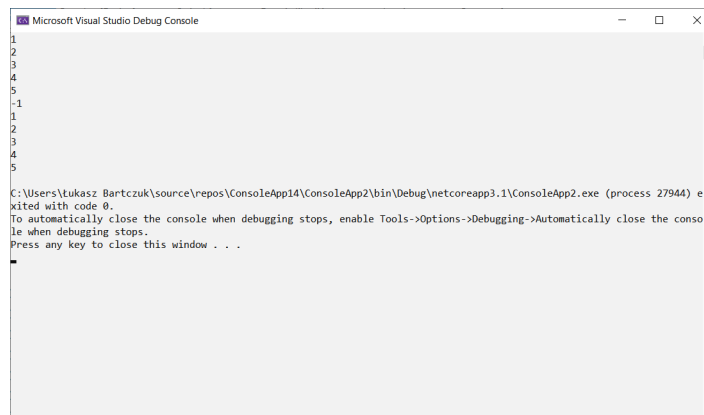 Microsoft Visual Studio Debug Console
1
2
3
4
5
-1
1
2
3
4
5
C:\Users\Łukasz Bartczuk\source\repos\ConsoleApp14\ConsoleApp2\bin\Debug\netcoreapp3.1\ConsoleApp2.exe (process 27944) e
xited with code 0.
To automatically close the console when debugging stops, enable Tools->Options->Debugging->Automatically close the conso
le when debugging stops.
Press any key to close this window . . .